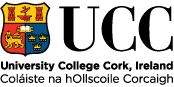 UCC
University College Cork, Ireland
Coláiste na hOllscoile Corcaigh